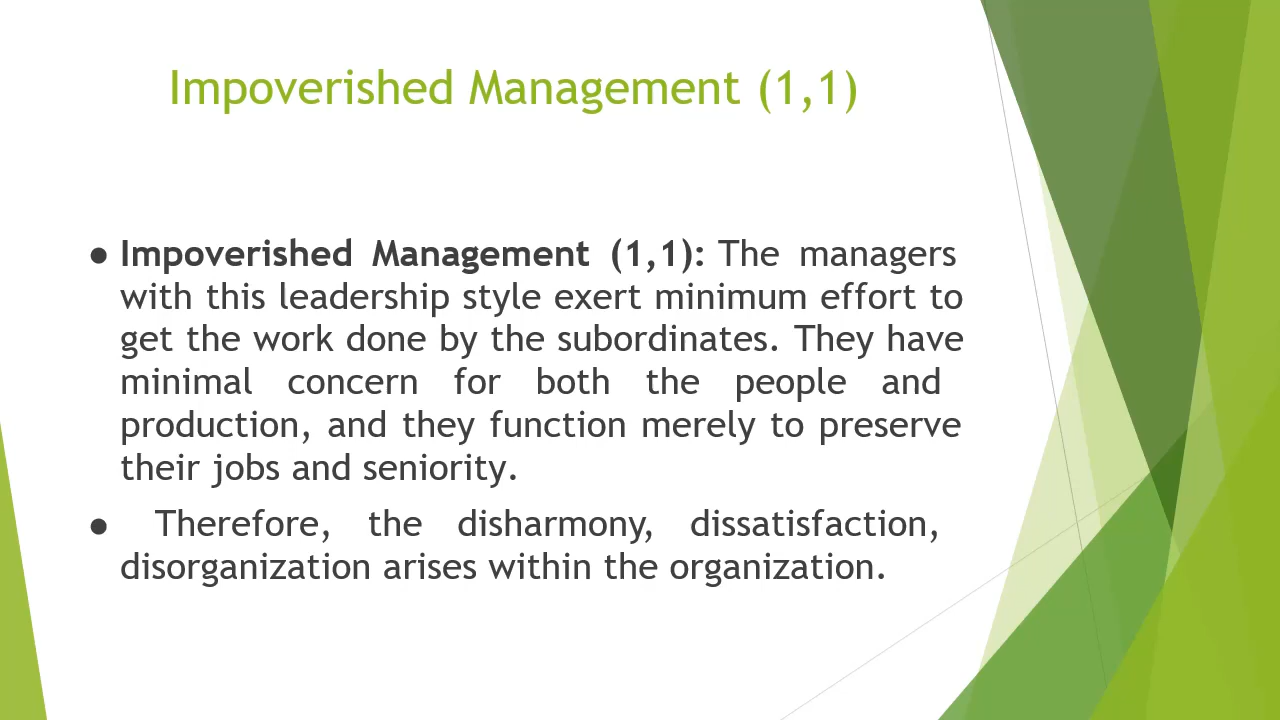 Impoverished Management (1,1)
● Impoverished Management (1,1): The managers
with this leadership style exert minimum effort to
get the work done by the subordinates. They have
minimal concern for both the people and
production, and they function merely to preserve
their jobs and seniority.
● Therefore, the disharmony, dissatisfaction,
disorganization arises within the organization.